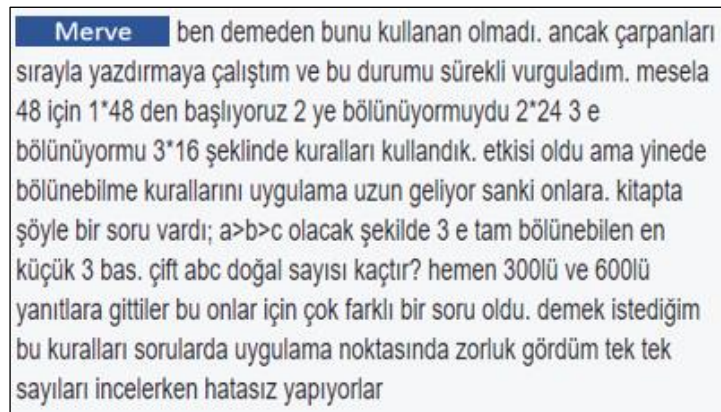 Merve ben demeden bunu kullanan olmadı. ancak çarpanları
sırayla yazdırmaya çalıştım ve bu durumu sürekli vurguladım. mesela
48 için 1*48 den başlıyoruz 2 ye bölünüyormuydu 2*24 3 e
bölünüyormu 3*16 şeklinde kuralları kullandık. etkisi oldu ama yinede
bölünebilme kurallarını uygulama uzun geliyor sanki onlara. kitapta
şöyle bir soru vardı; a>b>c olacak şekilde 3 e tam bölünebilen en
küçük 3 bas. çift abc doğal sayısı kaçtır? hemen 300lü ve 600lü
yanıtlara gittiler bu onlar için çok farklı bir soru oldu. demek istediğim
bu kuralları sorularda uygulama noktasında zorluk gördüm tek tek
sayıları incelerken hatasız yapıyorlar